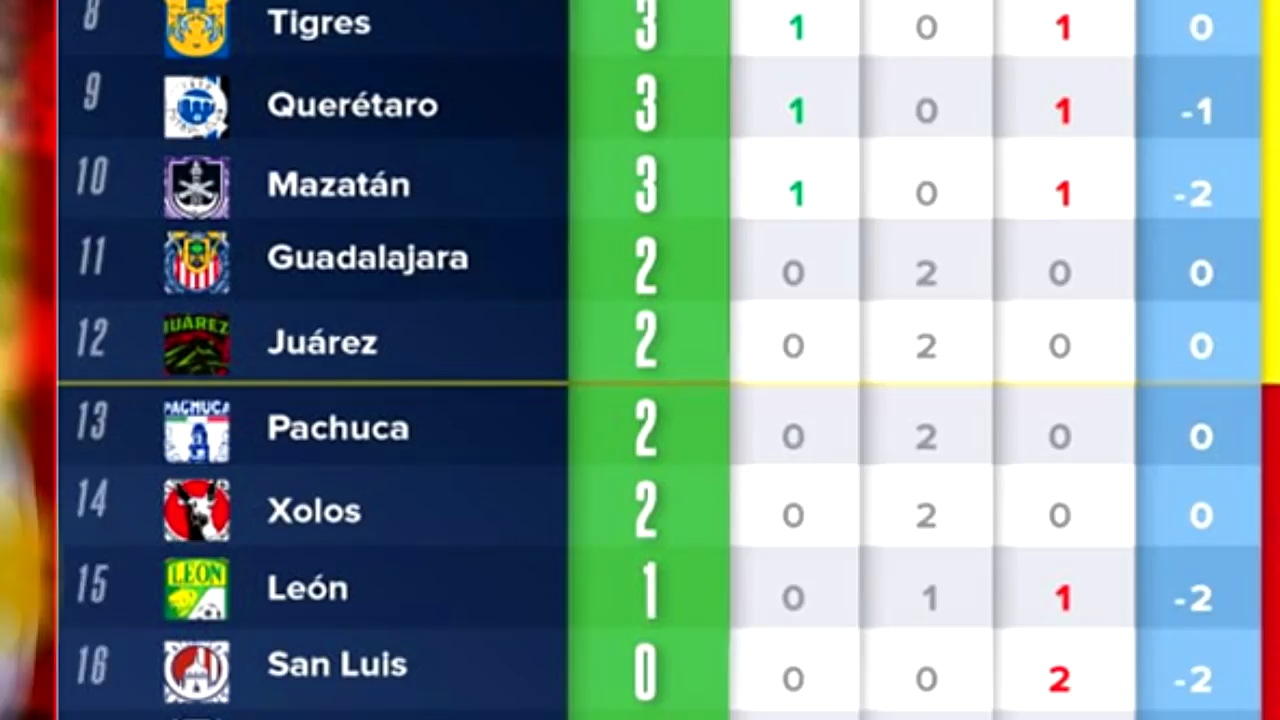 8 Tigres 3 1 0 1 0
9 Querétaro 3 1 0 1 -1
10 Mazatán 3 1 0 1 -2
11 Guadalajara 2 0 2 0 0
12 JUÁREZ Juárez 2 0 2 0 0
13 PACHUCA Pachuca 2 0 2 0 0
14 Xolos 2 0 2 0 0
15 LEON León 1 0 1 1 -2
16 San Luis 0 0 0 2 -2